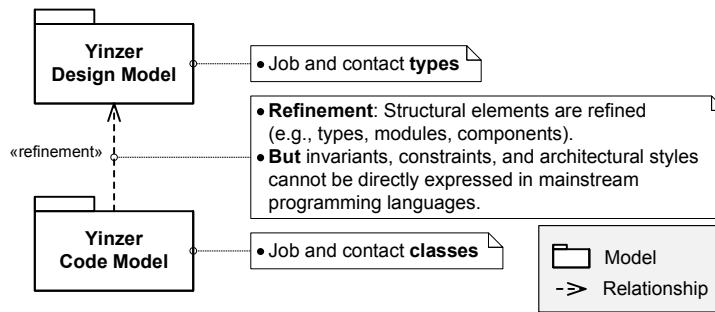 Yinzer
Design Model
• Job and contact types
«refinement»
• Refinement: Structural elements are refined
(e.g., types, modules, components).
• But invariants, constraints, and architectural styles
cannot be directly expressed in mainstream
programming languages.
Yinzer
Code Model
• Job and contact classes
Model
Relationship